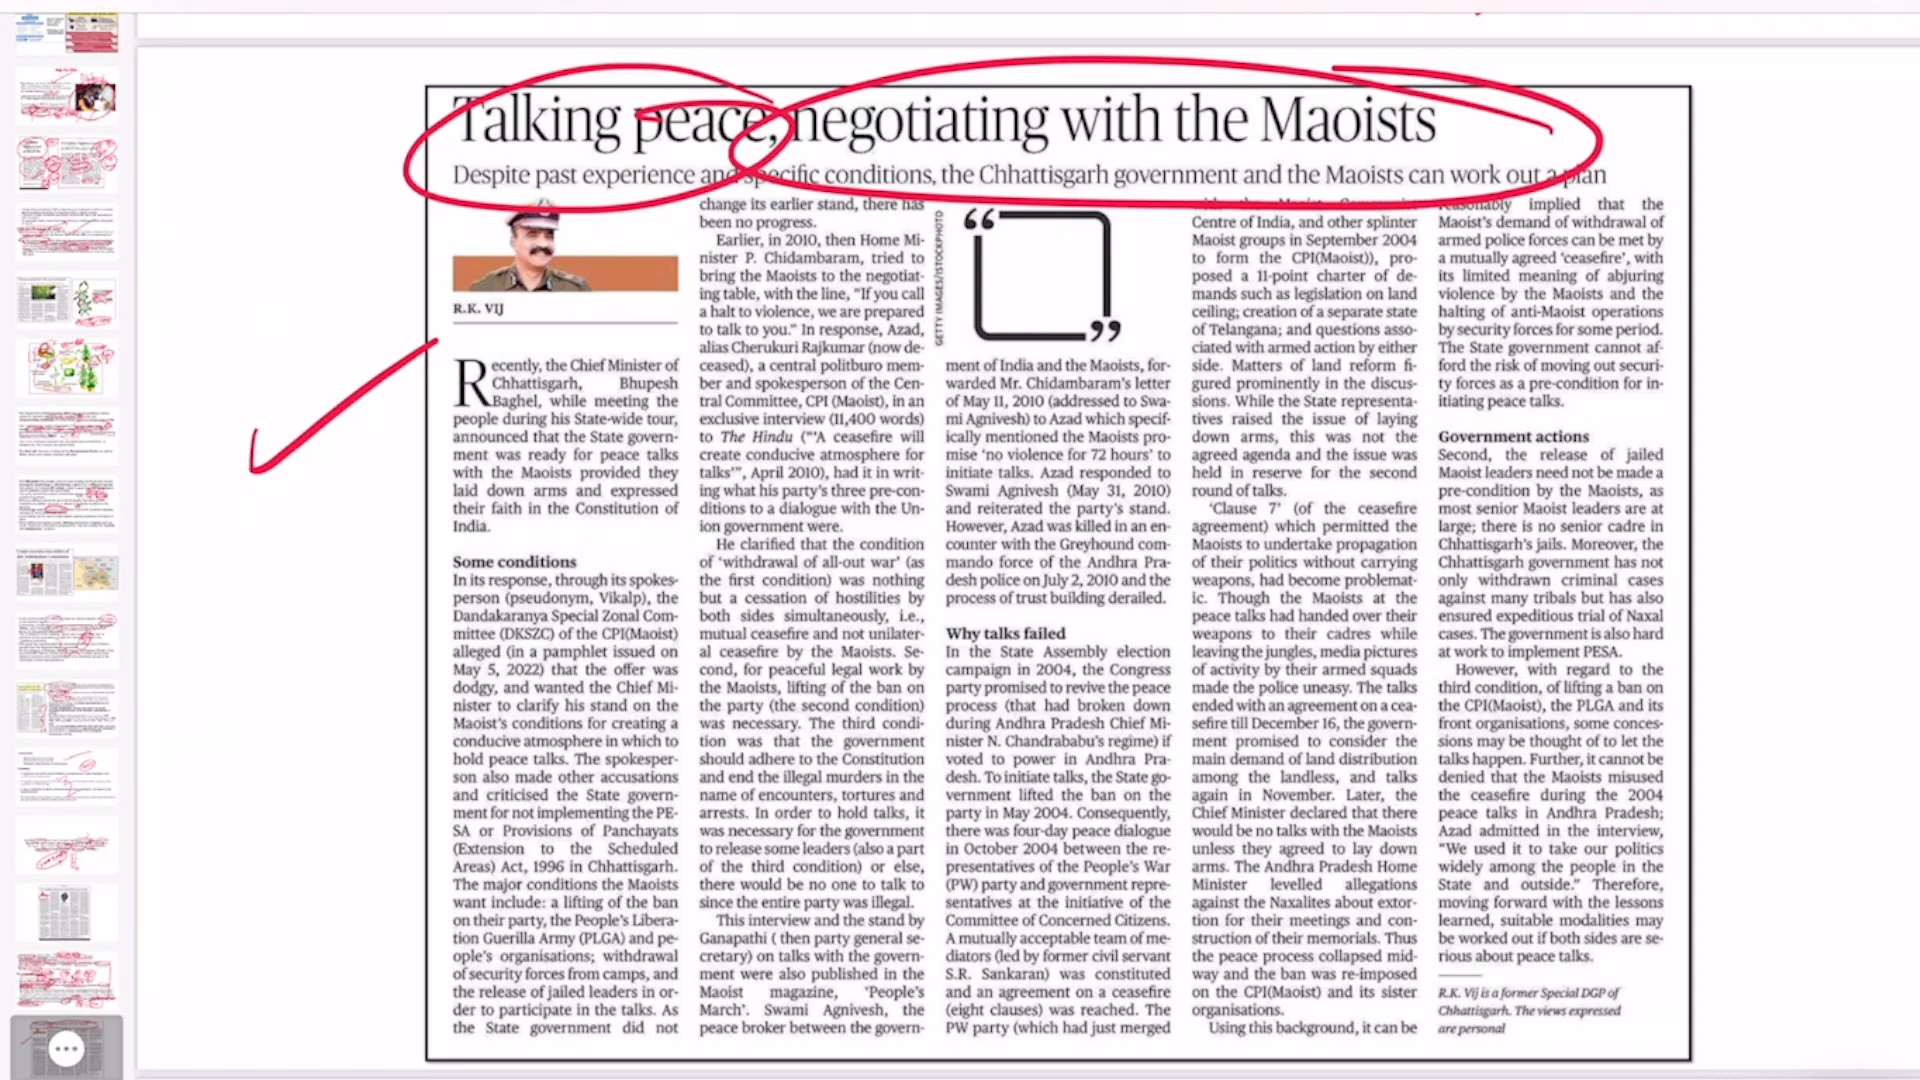 Talking peace, negotiating with the Maoists
Despite past experience and specific conditions, the Chhattisgarh government and the Maoists can work out a plan
R.K. VIJ
Recently, the Chief Minister of
Chhattisgarh, Bhupesh
Baghel, while meeting the
people during his State-wide tour,
announced that the State govern-
ment was ready for peace talks
with the Maoists provided they
laid down arms and expressed
their faith in the Constitution of
India.
Some conditions
In its response, through its spokes-
person (pseudonym, Vikalp), the
Dandakaranya Special Zonal Com-
mittee (DKSZC) of the CPI(Maoist)
alleged (in a pamphlet issued on
May 5, 2022) that the offer was
dodgy, and wanted the Chief Mi-
nister to clarify his stand on the
Maoist's conditions for creating a
conducive atmosphere in which to
hold peace talks. The spokesper-
son also made other accusations
and criticised the State govern-
ment for not implementing the PE-
SA or Provisions of Panchayats
(Extension to the Scheduled
Areas) Act, 1996 in Chhattisgarh.
The major conditions the Maoists
want include: a lifting of the ban
on their party, the People's Libera-
tion Guerilla Army (PLGA) and pe-
ople's organisations; withdrawal
of security forces from camps, and
the release of jailed leaders in or-
der to participate in the talks. As
the State government did not
change its earlier stand, there has
been no progress.
Earlier, in 2010, then Home Mi-
nister P. Chidambaram, tried to
bring the Maoists to the negotiat-
ing table, with the line, "If you call
a halt to violence, we are prepared
to talk to you." In response, Azad,
alias Cherukuri Rajkumar (now de-
ceased), a central politburo mem-
ber and spokesperson of the Cen-
tral Committee, CPI (Maoist), in an
exclusive interview (11,400 words)
to The Hindu ("'A ceasefire will
create conducive atmosphere for
talks'", April 2010), had it in writ-
ing what his party's three pre-con-
ditions to a dialogue with the Un-
ion government were.
He clarified that the condition
of 'withdrawal of all-out war' (as
the first condition) was nothing
but a cessation of hostilities by
both sides simultaneously, i.e.,
mutual ceasefire and not unilater-
al ceasefire by the Maoists. Se-
cond, for peaceful legal work by
the Maoists, lifting of the ban on
the party (the second condition)
was necessary. The third condi-
tion was that the government
should adhere to the Constitution
and end the illegal murders in the
name of encounters, tortures and
arrests. In order to hold talks, it
was necessary for the government
to release some leaders (also a part
of the third condition) or else,
there would be no one to talk to
since the entire party was illegal.
This interview and the stand by
Ganapathi ( then party general se-
cretary) on talks with the govern-
ment were also published in the
Maoist magazine, 'People's
March'. Swami Agnivesh, the
peace broker between the govern-
GETTY IMAGES/ISTOCKPHOTO
ment of India and the Maoists, for-
warded Mr. Chidambaram's letter
of May 11, 2010 (addressed to Swa-
mi Agnivesh) to Azad which specif-
ically mentioned the Maoists pro-
mise 'no violence for 72 hours' to
initiate talks. Azad responded to
Swami Agnivesh (May 31, 2010)
and reiterated the party's stand.
However, Azad was killed in an en-
counter with the Greyhound com-
mando force of the Andhra Pra-
desh police on July 2, 2010 and the
process of trust building derailed.
Why talks failed
In the State Assembly election
campaign in 2004, the Congress
party promised to revive the peace
process (that had broken down
during Andhra Pradesh Chief Mi-
nister N. Chandrababu's regime) if
voted to power in Andhra Pra-
desh. To initiate talks, the State go-
vernment lifted the ban on the
party in May 2004. Consequently,
there was four-day peace dialogue
in October 2004 between the re-
presentatives of the People's War
(PW) party and government repre-
sentatives at the initiative of the
Committee of Concerned Citizens.
A mutually acceptable team of me-
diators (led by former civil servant
S.R. Sankaran) was constituted
and an agreement on a ceasefire
(eight clauses) was reached. The
PW party (which had just merged
with the Maoist Communist
Centre of India, and other splinter
Maoist groups in September 2004
to form the CPI(Maoist)), pro-
posed a 11-point charter of de-
mands such as legislation on land
ceiling; creation of a separate state
of Telangana; and questions asso-
ciated with armed action by either
side. Matters of land reform fi-
gured prominently in the discus-
sions. While the State representa-
tives raised the issue of laying
down arms, this was not the
agreed agenda and the issue was
held in reserve for the second
round of talks.
'Clause 7' (of the ceasefire
agreement) which permitted the
Maoists to undertake propagation
of their politics without carrying
weapons, had become problemat-
ic. Though the Maoists at the
peace talks had handed over their
weapons to their cadres while
leaving the jungles, media pictures
of activity by their armed squads
made the police uneasy. The talks
ended with an agreement on a cea-
sefire till December 16, the govern-
ment promised to consider the
main demand of land distribution
among the landless, and talks
again in November. Later, the
Chief Minister declared that there
would be no talks with the Maoists
unless they agreed to lay down
arms. The Andhra Pradesh Home
Minister levelled allegations
against the Naxalites about extor-
tion for their meetings and con-
struction of their memorials. Thus
the peace process collapsed mid-
way and the ban was re-imposed
on the CPI(Maoist) and its sister
organisations.
Using this background, it can be
reasonably implied that the
Maoist's demand of withdrawal of
armed police forces can be met by
a mutually agreed 'ceasefire', with
its limited meaning of abjuring
violence by the Maoists and the
halting of anti-Maoist operations
by security forces for some period.
The State government cannot af-
ford the risk of moving out securi-
ty forces as a pre-condition for in-
itiating peace talks.
Government actions
Second, the release of jailed
Maoist leaders need not be made a
pre-condition by the Maoists, as
most senior Maoist leaders are at
large; there is no senior cadre in
Chhattisgarh's jails. Moreover, the
Chhattisgarh government has not
only withdrawn criminal cases
against many tribals but has also
ensured expeditious trial of Naxal
cases. The government is also hard
at work to implement PESA.
However, with regard to the
third condition, of lifting a ban on
the CPI(Maoist), the PLGA and its
front organisations, some conces-
sions may be thought of to let the
talks happen. Further, it cannot be
denied that the Maoists misused
the ceasefire during the 2004
peace talks in Andhra Pradesh;
Azad admitted in the interview,
"We used it to take our politics
widely among the people in the
State and outside." Therefore,
moving forward with the lessons
learned, suitable modalities may
be worked out if both sides are se-
rious about peace talks.
R.K. Vij is a former Special DGP of
Chhattisgarh. The views expressed
are personal